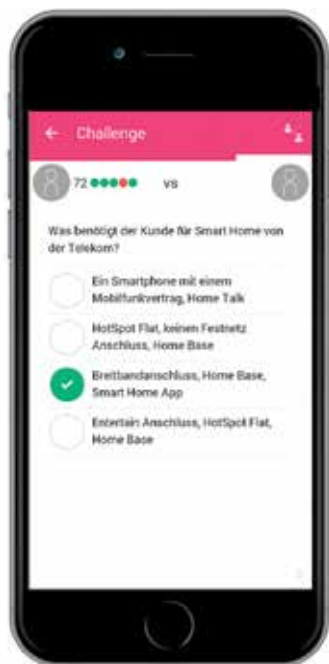 Challenge
72 vs
Was benötigt der Kunde für Smart Home von
der Telekom?
Ein Smartphone mit einem
Mobilfunkvertrag, Home Talk
HotSpot Flat, keinen Festnetz
Anschluss, Home Base
Breitbandanschluss, Home Base,
Smart Home App
Entertain Anschluss, HotSpot Flat,
Home Base